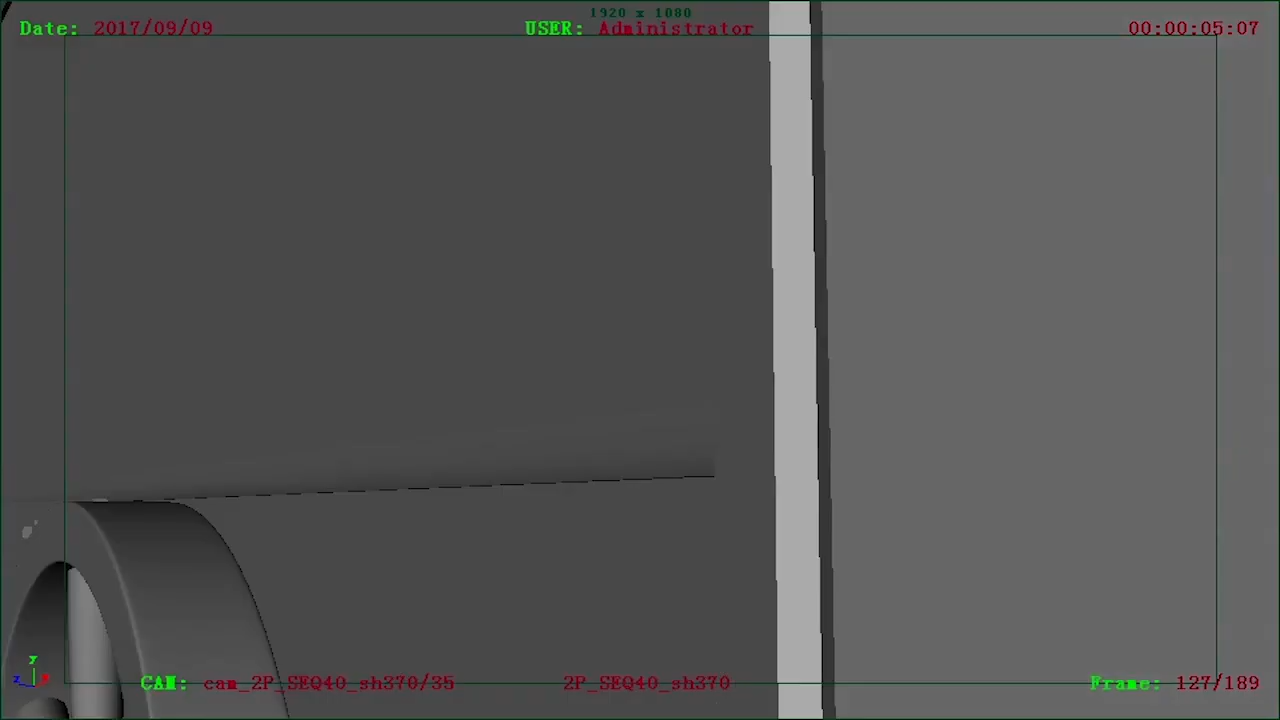 1920 x 1080
Date: 2017/09/09 USER: Administrator 00:00:05:07
y
z x
CAM: cam_2P_SEQ40_sh370/35 2P_SEQ40_sh370 Frame: 127/189